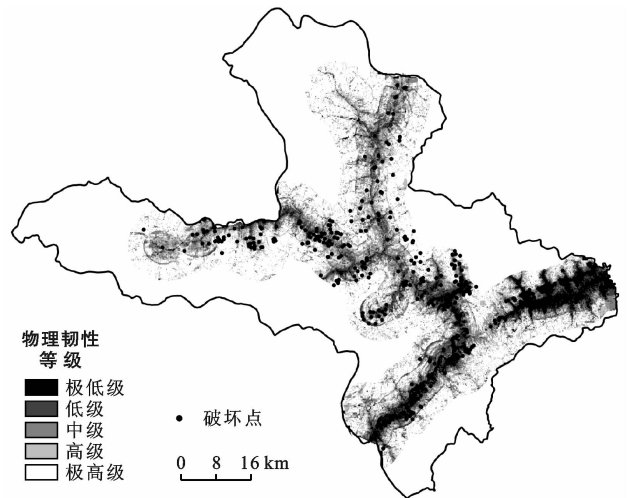 物理韧性
等级
极低级
低级
中级
高级
极高级
破坏点
0 8 16 km